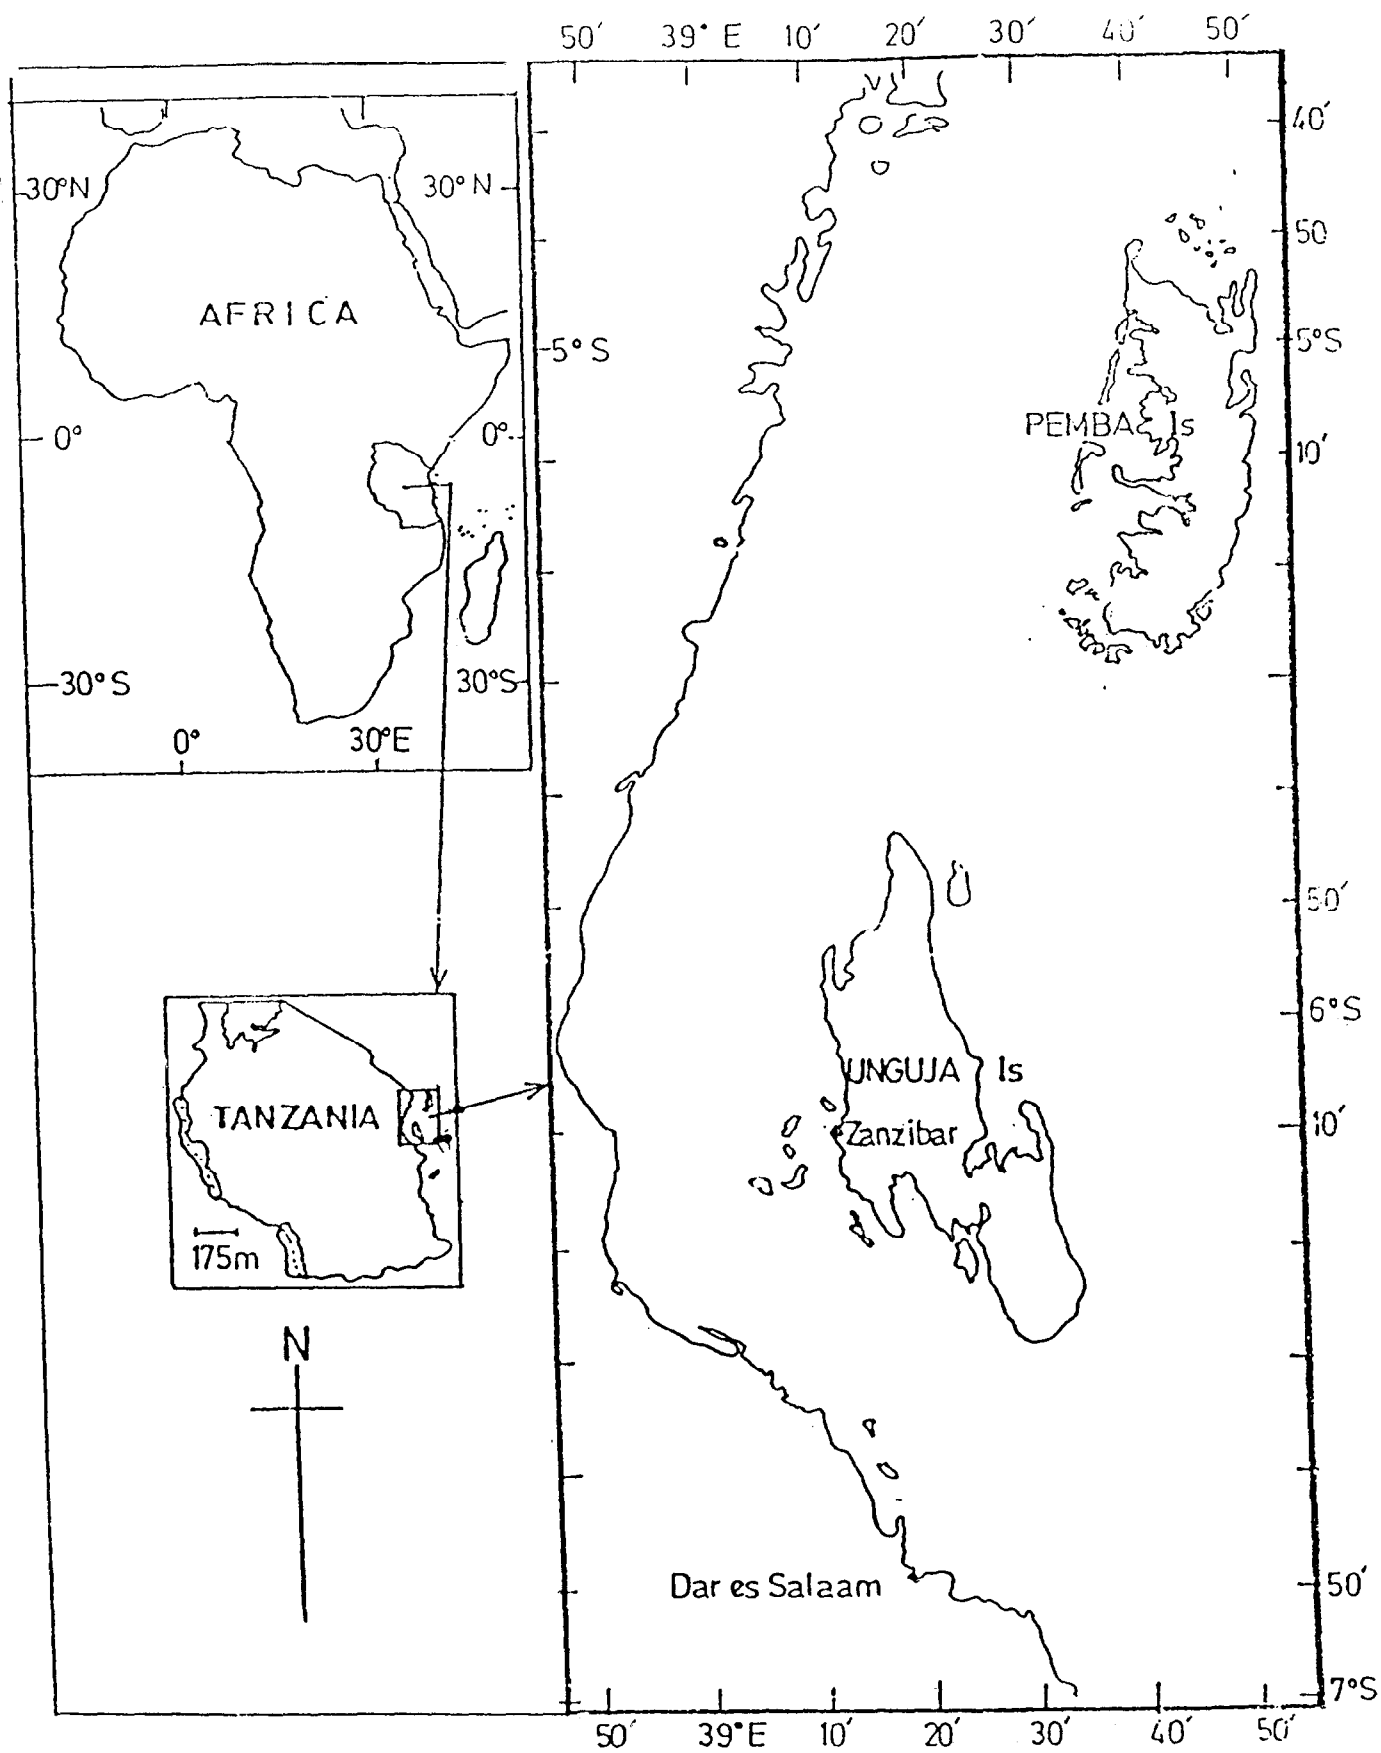 50′ 39° E 10′ 20′ 30′ 40′ 50′
40′
30°N 30°N
50
AFRICA
5°S 5°S
PEMBA Is
0° 0°
10′
30°S 30°S
0° 30°E
50′
6°S
UNGUJA Is
TANZANIA
10′
Zanzibar
175m
N
Dar es Salaam
50′
7°S
50′ 39°E 10′ 20′ 30′ 40′ 50′